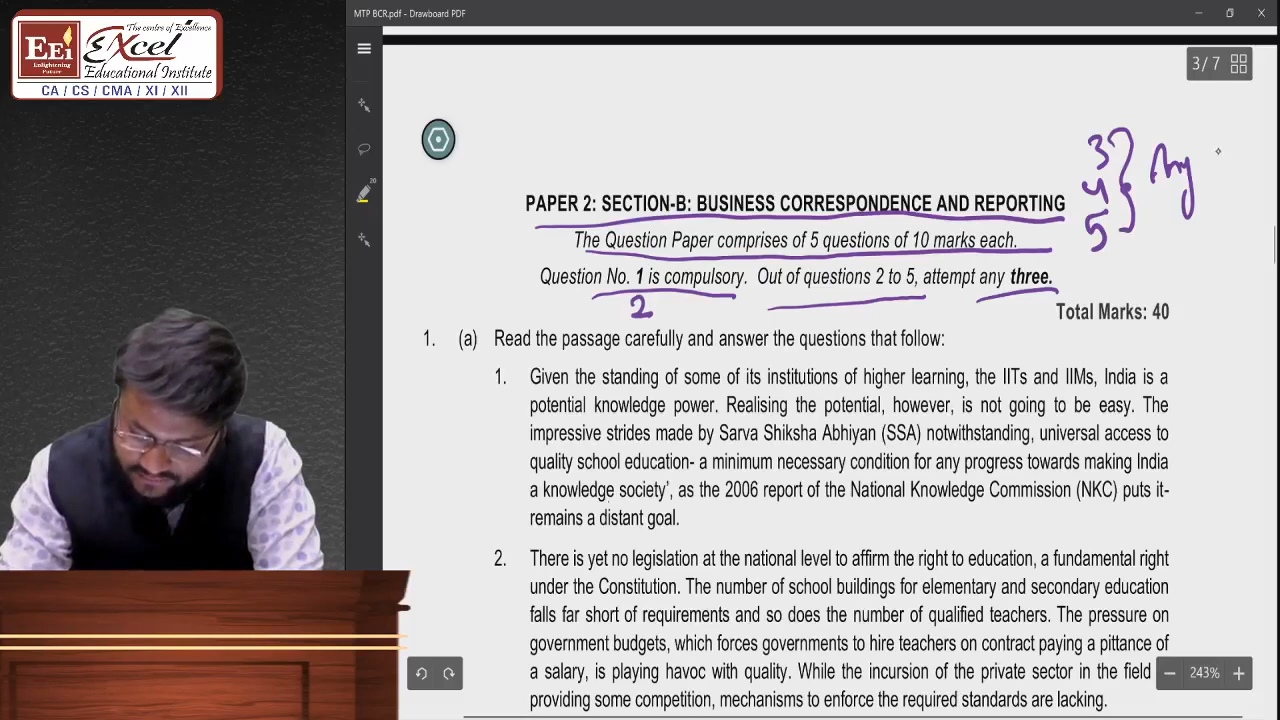 MTP BCR.pdf - Drawboard PDF
The centre of Excellence
EEi
Enlightening
Future
EXcel
Educational Institute
CA / CS / CMA / XI / XII
3 / 7
3
4
5
Any
PAPER 2: SECTION-B: BUSINESS CORRESPONDENCE AND REPORTING
The Question Paper comprises of 5 questions of 10 marks each.
Question No. 1 is compulsory. Out of questions 2 to 5, attempt any three.
2
Total Marks: 40
1. (a) Read the passage carefully and answer the questions that follow:
1. Given the standing of some of its institutions of higher learning, the IITs and IIMs, India is a
potential knowledge power. Realising the potential, however, is not going to be easy. The
impressive strides made by Sarva Shiksha Abhiyan (SSA) notwithstanding, universal access to
quality school education- a minimum necessary condition for any progress towards making India
a knowledge society', as the 2006 report of the National Knowledge Commission (NKC) puts it-
remains a distant goal.
2. There is yet no legislation at the national level to affirm the right to education, a fundamental right
under the Constitution. The number of school buildings for elementary and secondary education
falls far short of requirements and so does the number of qualified teachers. The pressure on
government budgets, which forces governments to hire teachers on contract paying a pittance of
a salary, is playing havoc with quality. While the incursion of the private sector in the field
providing some competition, mechanisms to enforce the required standards are lacking.
20
243%